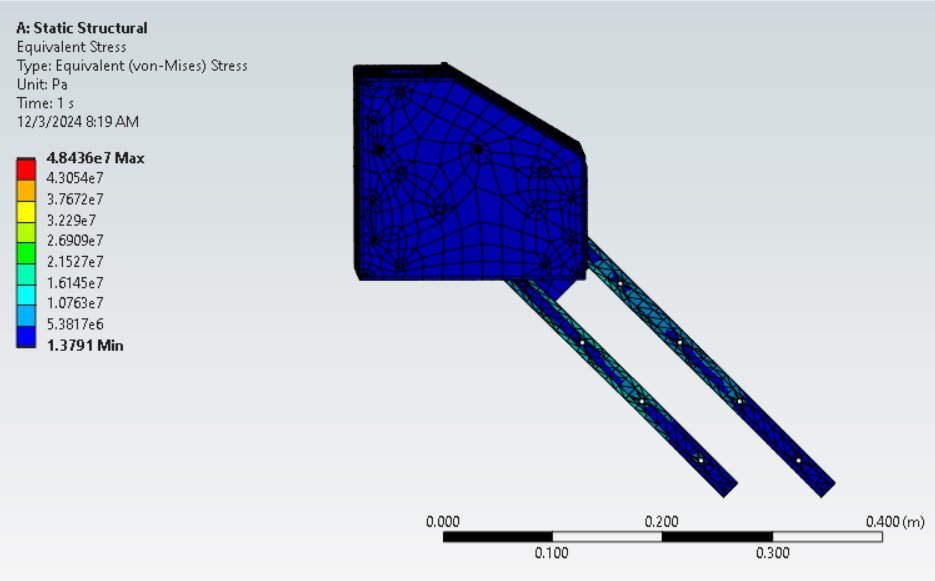 A: Static Structural
Equivalent Stress
Type: Equivalent (von-Mises) Stress
Unit: Pa
Time: 1 s
12/3/2024 8:19 AM
4.8436e7 Max
4.3054e7
3.7672e7
3.229e7
2.6909e7
2.1527e7
1.6145e7
1.0763e7
5.3817e6
1.3791 Min
0.000 0.200 0.400 (m)
0.100 0.300